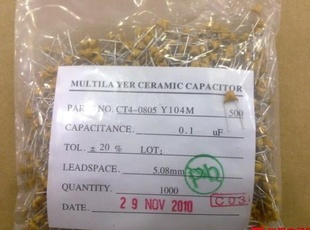 MULTILAYER CERAMIC CAPACITOR
PART NO. CT4-0805 Y104M 500
CAPACITANCE. 0.1 uF
TOL. ± 20 % LOT:
LEADSPACE. 5.08mm
QUANTITY. 1000
DATE. 29 NOV 2010